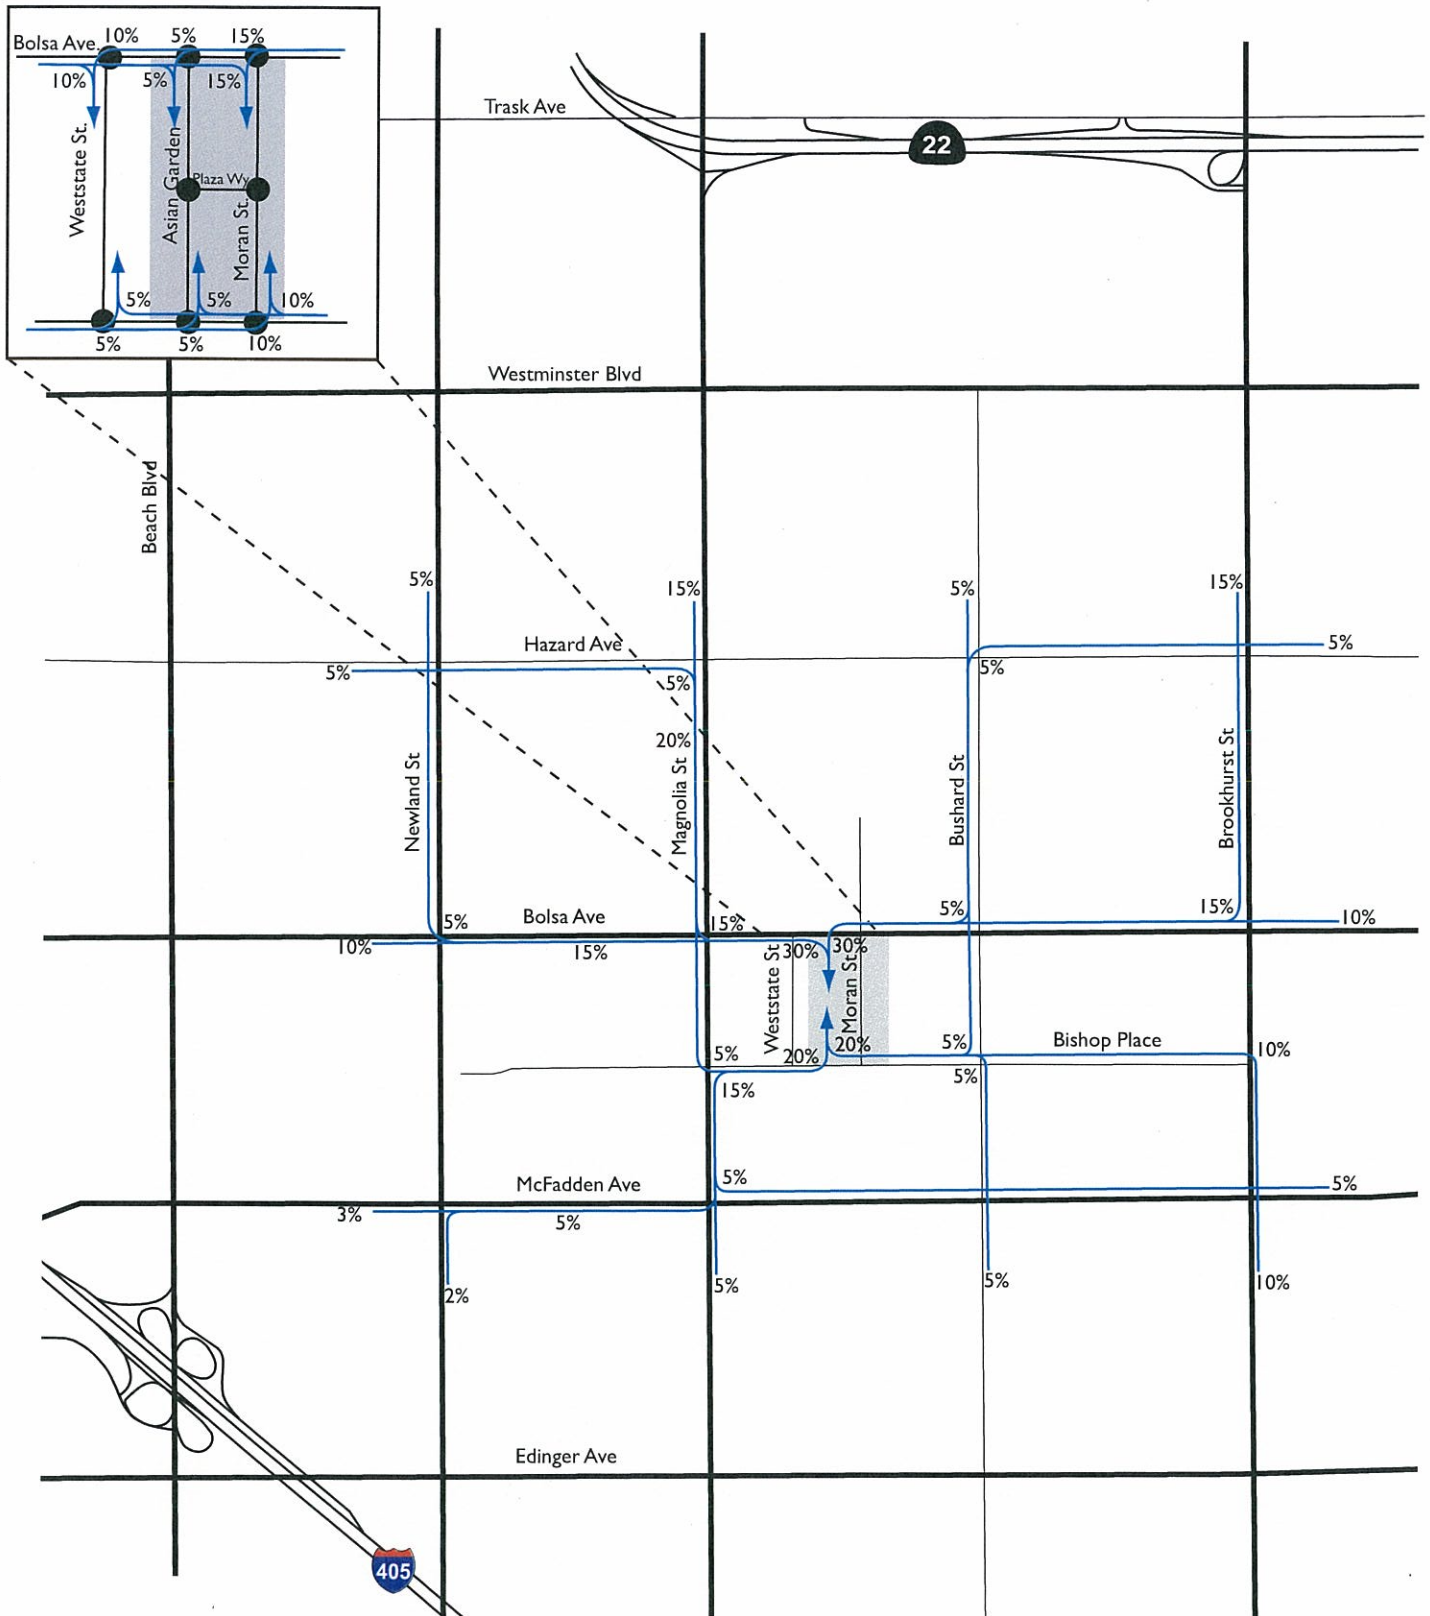 10% 5% 15%
Bolsa Ave.
10% 5% 15%
Weststate St.
Asian Garden
Plaza Wy
Moran St.
5% 5% 10%
5% 5% 10%
Trask Ave
22
Westminster Blvd
Beach Blvd
5% 15% 5% 15%
Hazard Ave
5% 5% 5% 5%
20%
Newland St
Magnolia St
Bushard St
Brookhurst St
5% Bolsa Ave 15% 5% 15% 10%
10% 15% 30% 30%
Weststate St
Moran St
5% 20% 20% 5% Bishop Place 10%
15% 5%
McFadden Ave 5% 5%
3% 5%
2% 5% 5% 10%
Edinger Ave
405